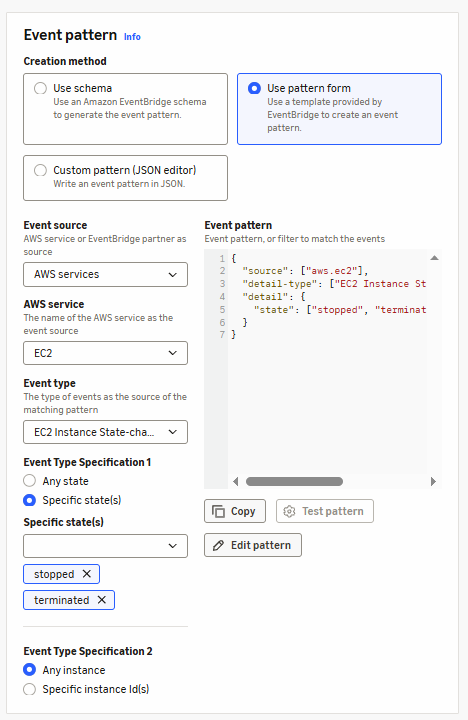 Event pattern Info
Creation method
Use schema
Use an Amazon EventBridge schema
to generate the event pattern.
Use pattern form
Use a template provided by
EventBridge to create an event
pattern.
Custom pattern (JSON editor)
Write an event pattern in JSON.
Event source
AWS service or EventBridge partner as
source
AWS services
AWS service
The name of the AWS service as the
event source
EC2
Event type
The type of events as the source of the
matching pattern
EC2 Instance State-cha...
Event Type Specification 1
Any state
Specific state(s)
Specific state(s)
stopped
terminated
Event Type Specification 2
Any instance
Specific instance Id(s)
Event pattern
Event pattern, or filter to match the events
1 {
2 "source": ["aws.ec2"],
3 "detail-type": ["EC2 Instance St
4 "detail": {
5 "state": ["stopped", "terminat
6 }
7 }
Copy
Test pattern
Edit pattern